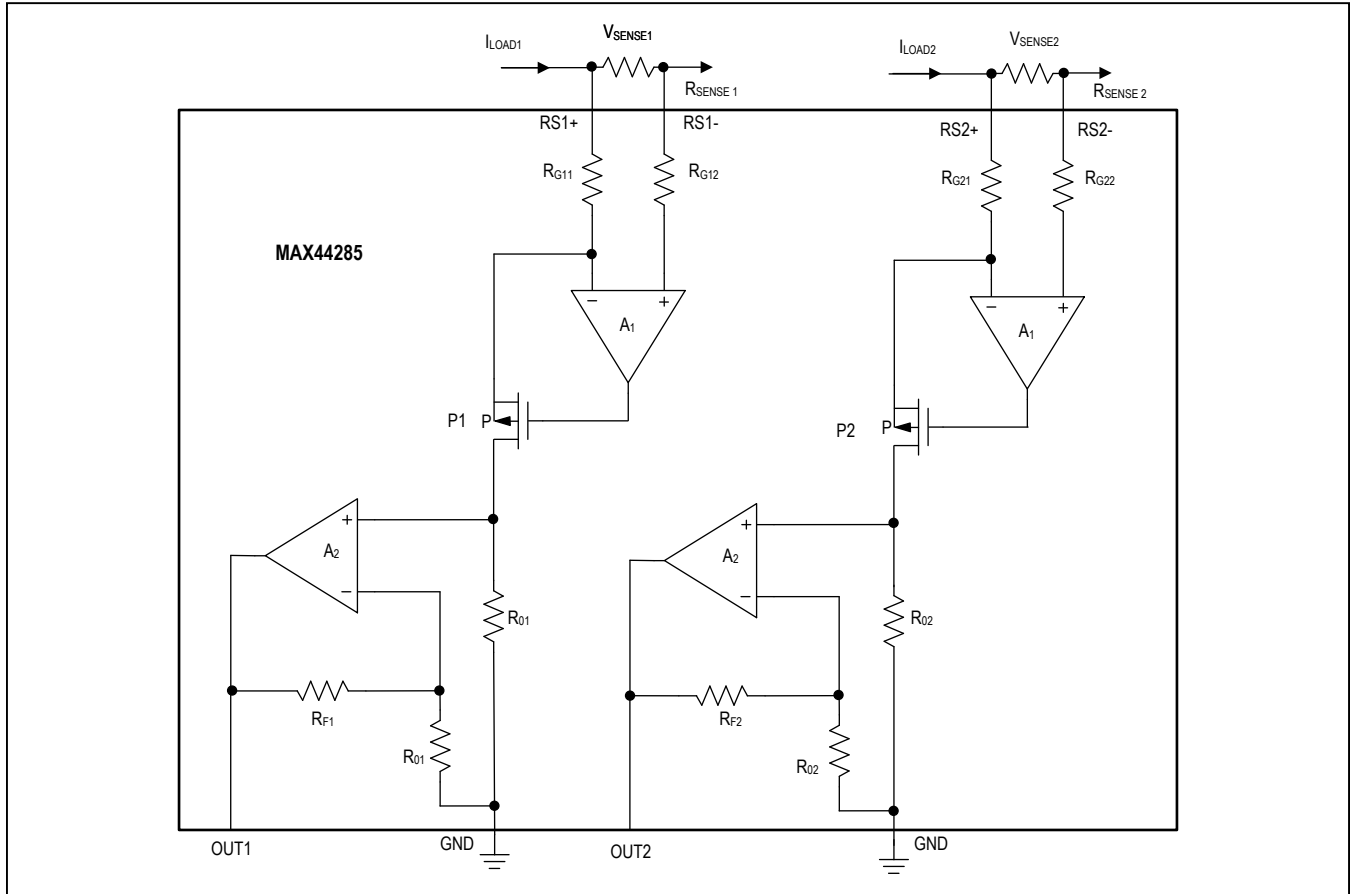 VSENSE1
ILOAD1
RSENSE 1
VSENSE2
ILOAD2
RSENSE 2
RS1+
RS1-
RS2+
RS2-
RG11
RG12
RG21
RG22
MAX44285
−
+
A1
−
+
A1
P1
P
P2
P
+
A2
−
+
A2
−
R01
R02
RF1
R01
RF2
R02
OUT1
GND
OUT2
GND